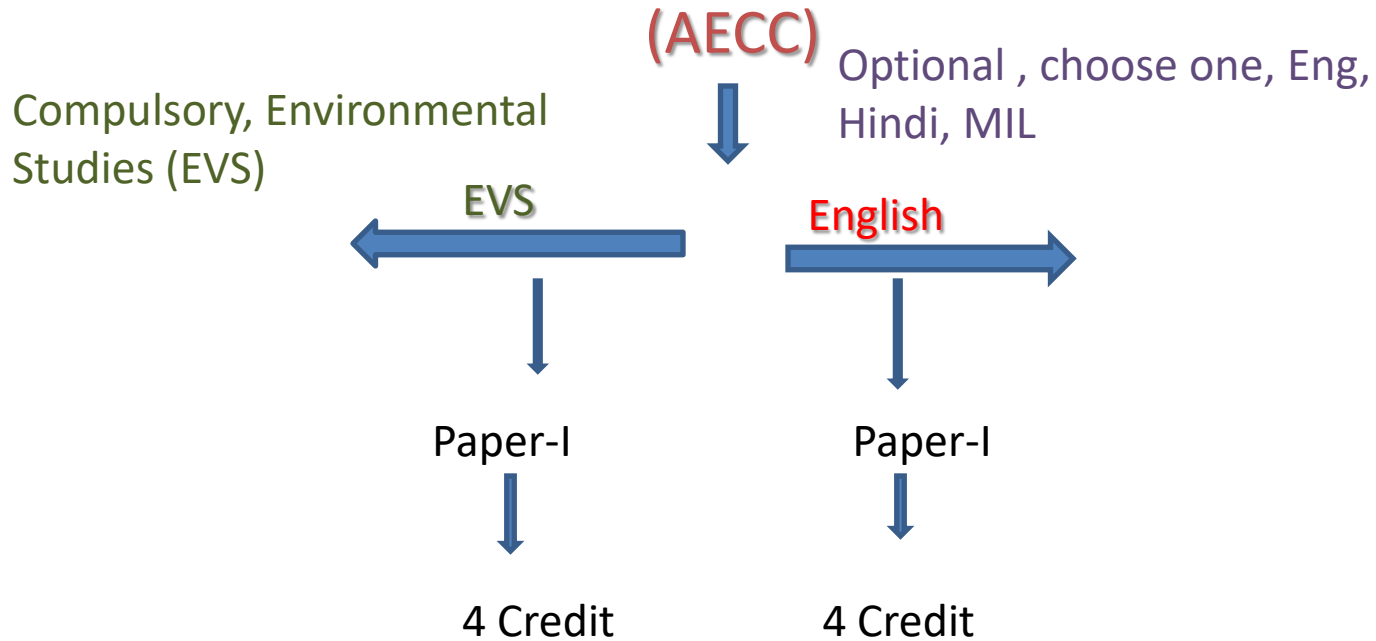 (AECC)
Optional , choose one, Eng,
Hindi, MIL
Compulsory, Environmental
Studies (EVS)
EVS
English
Paper-I
Paper-I
4 Credit
4 Credit